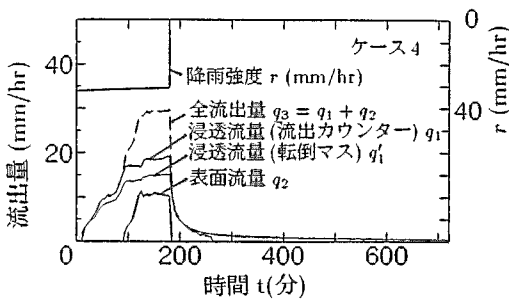 ケース4
降雨強度 r (mm/hr)
全流出量 q₃ = q₁ + q₂
浸透流量 (流出カウンター) q₁
浸透流量 (転倒マス) q₁′
表面流量 q₂
流出量 (mm/hr)
40
20
0
0
200
400
600
時間 t(分)
0
40
r (mm/hr)